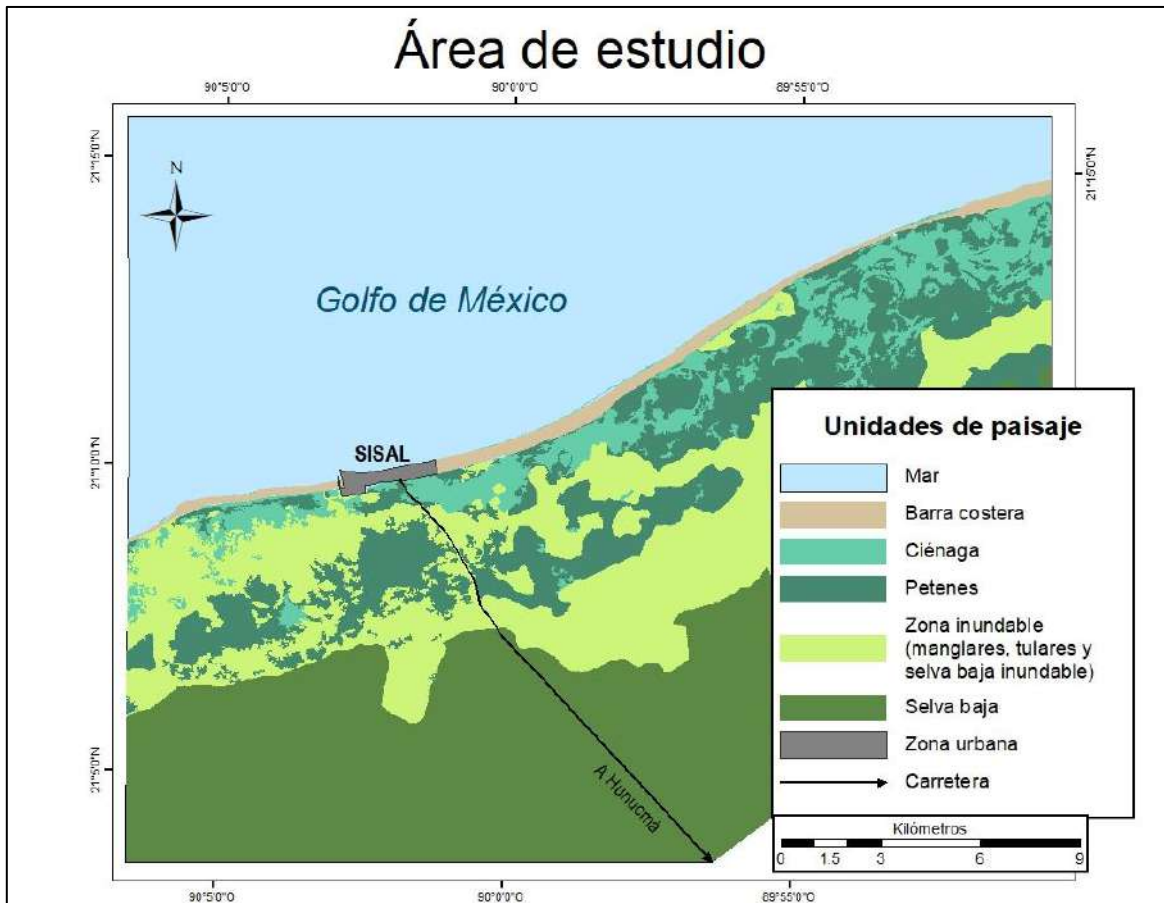 Área de estudio
90°5'0"O 90°0'0"O 89°55'0"O
21°15'0"N 21°15'0"N
N
Golfo de México
SISAL
21°10'0"N
21°5'0"N
A Hunucmá
Unidades de paisaje
Mar
Barra costera
Ciénaga
Petenes
Zona inundable
(manglares, tulares y
selva baja inundable)
Selva baja
Zona urbana
Carretera
Kilómetros
0 1.5 3 6 9
90°5'0"O 90°0'0"O 89°55'0"O